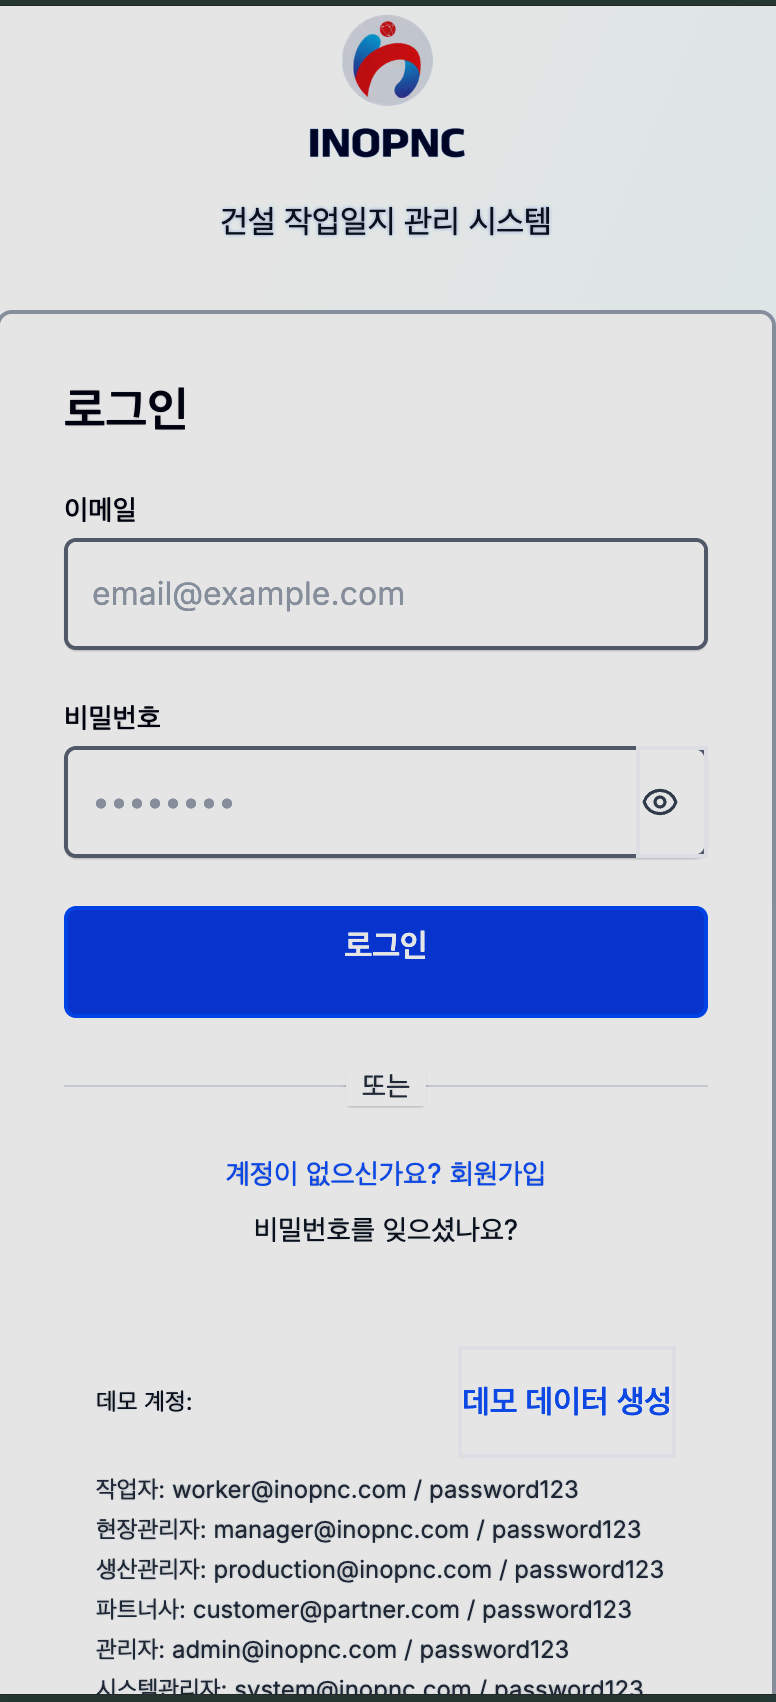 INOPNC
건설 작업일지 관리 시스템
로그인
이메일
email@example.com
비밀번호
로그인
또는
계정이 없으신가요? 회원가입
비밀번호를 잊으셨나요?
데모 계정:
데모 데이터 생성
작업자: worker@inopnc.com / password123
현장관리자: manager@inopnc.com / password123
생산관리자: production@inopnc.com / password123
파트너사: customer@partner.com / password123
관리자: admin@inopnc.com / password123
시스템관리자: system@inopnc.com / password123